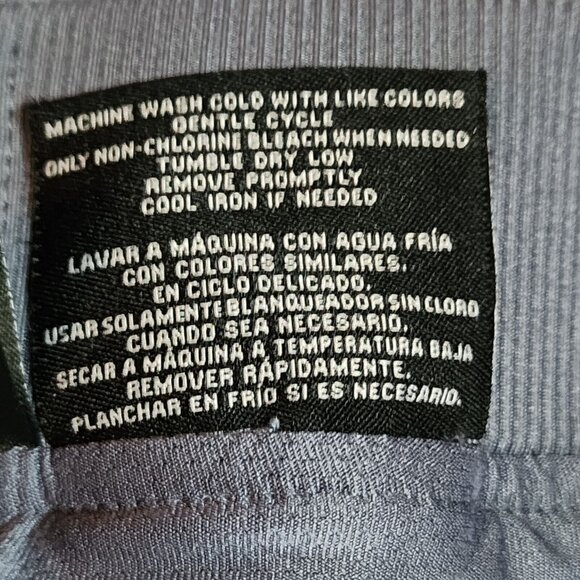 MACHINE WASH COLD WITH LIKE COLORS
GENTLE CYCLE
ONLY NON-CHLORINE BLEACH WHEN NEEDED
TUMBLE DRY LOW
REMOVE PROMPTLY
COOL IRON IF NEEDED
LAVAR A MÁQUINA CON AGUA FRÍA
CON COLORES SIMILARES.
EN CICLO DELICADO.
USAR SOLAMENTE BLANQUEADOR SIN CLORO
CUANDO SEA NECESARIO.
SECAR A MÁQUINA A TEMPERATURA BAJA
REMOVER RÁPIDAMENTE.
PLANCHAR EN FRÍO SI ES NECESARIO.